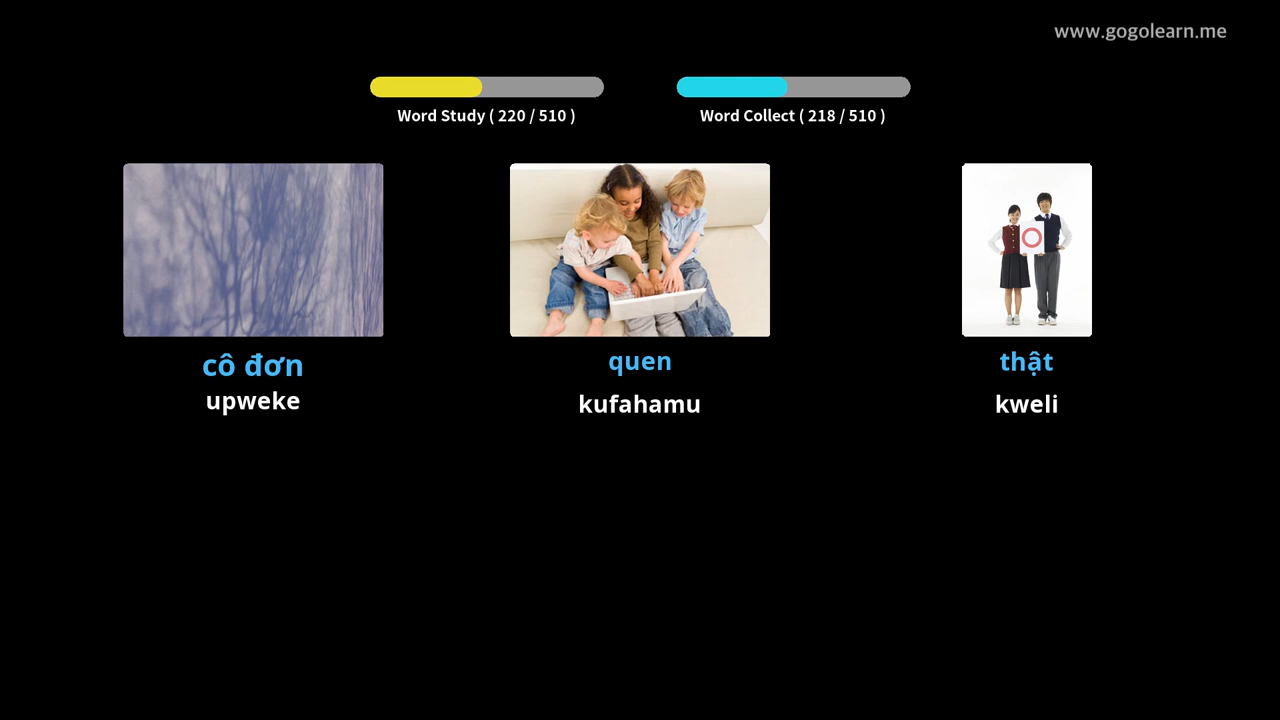 www.gogolearn.me
Word Study ( 220 / 510 )
Word Collect ( 218 / 510 )
cô đơn
upweke
quen
kufahamu
thật
kweli